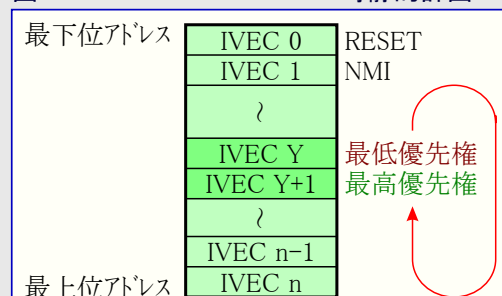 最下位アドレス IVEC 0 RESET
IVEC 1 NMI
~
IVEC Y 最低優先権
IVEC Y+1 最高優先権
~
IVEC n-1
最上位アドレス IVEC n